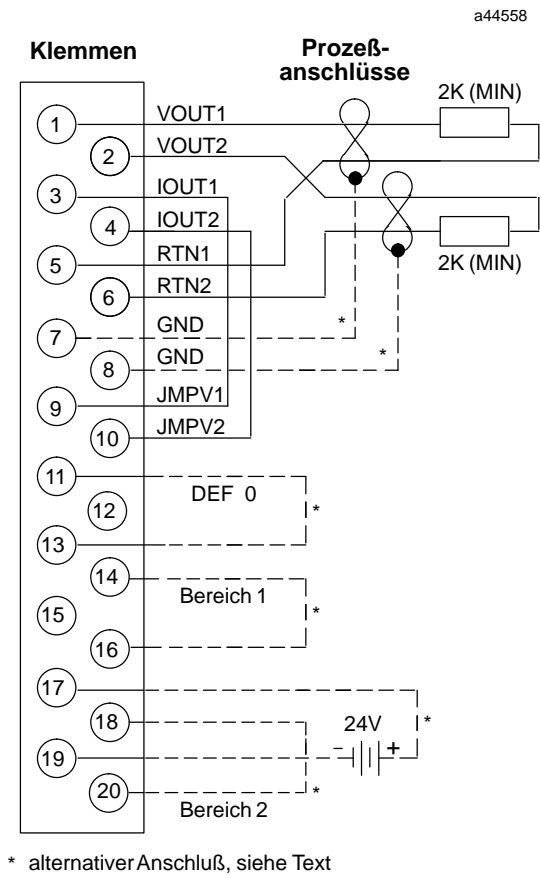 a44558
Klemmen
Prozeß-
anschlüsse
2K (MIN)
1 VOUT1
2 VOUT2
3 IOUT1
4 IOUT2
5 RTN1
2K (MIN)
6 RTN2
7 GND *
8 GND *
9 JMPV1
10 JMPV2
11
DEF 0
12 *
13
14
Bereich 1
15 *
16
17
18 24V *
19 - +
20 *
Bereich 2
* alternativer Anschluß, siehe Text